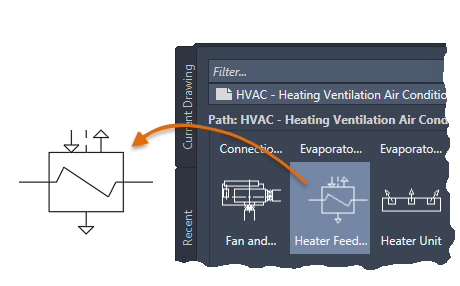 Current Drawing
Recent
Filter...
HVAC - Heating Ventilation Air Conditio
Path: HVAC - Heating Ventilation Air Cond
Connectio... Evaporato... Evaporato...
Fan and... Heater Feed... Heater Unit